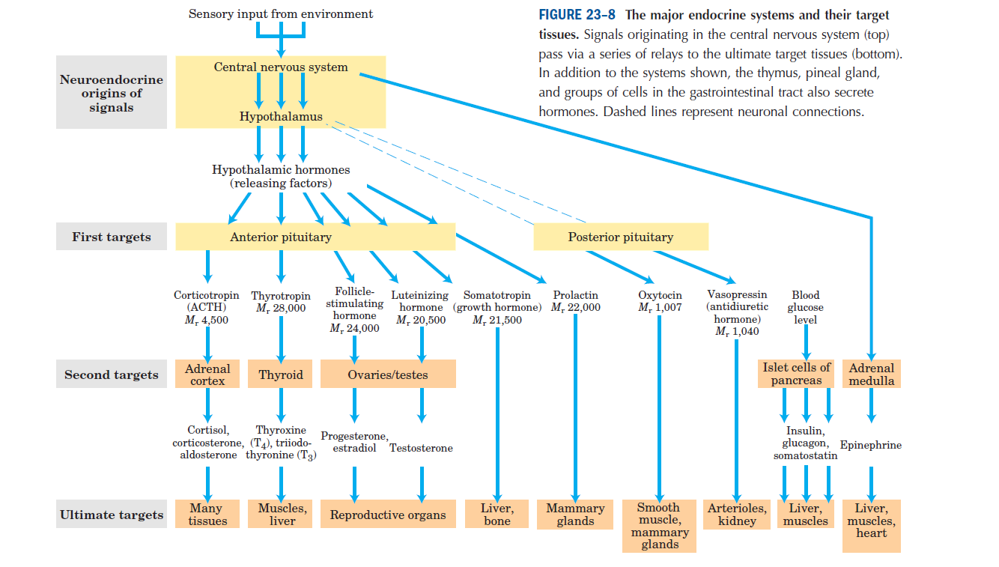 Sensory input from environment
FIGURE 23–8 The major endocrine systems and their target
tissues. Signals originating in the central nervous system (top)
pass via a series of relays to the ultimate target tissues (bottom).
In addition to the systems shown, the thymus, pineal gland,
and groups of cells in the gastrointestinal tract also secrete
hormones. Dashed lines represent neuronal connections.
Neuroendocrine
origins of
signals
Central nervous system
Hypothalamus
Hypothalamic hormones
(releasing factors)
First targets
Anterior pituitary
Posterior pituitary
Corticotropin
(ACTH)
Mr 4,500
Thyrotropin
Mr 28,000
Follicle-
stimulating
hormone
Mr 24,000
Luteinizing
hormone
Mr 20,500
Somatotropin
(growth hormone)
Mr 21,500
Prolactin
Mr 22,000
Oxytocin
Mr 1,007
Vasopressin
(antidiuretic
hormone)
Mr 1,040
Blood
glucose
level
Second targets
Adrenal
cortex
Thyroid
Ovaries/testes
Islet cells of
pancreas
Adrenal
medulla
Cortisol,
corticosterone,
aldosterone
Thyroxine
(T4), triiodo-
thyronine (T3)
Progesterone,
estradiol
Testosterone
Insulin,
glucagon,
somatostatin
Epinephrine
Ultimate targets
Many
tissues
Muscles,
liver
Reproductive organs
Liver,
bone
Mammary
glands
Smooth
muscle,
mammary
glands
Arterioles,
kidney
Liver,
muscles
Liver,
muscles,
heart